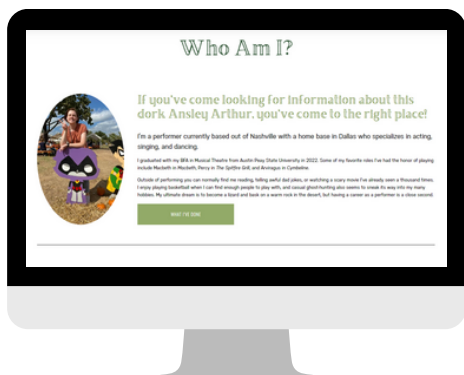 Who Am I?
If you've come looking for information about this
dork Ansley Arthur, you've come to the right place!
I'm a performer currently based out of Nashville with a home base in Dallas who specializes in acting,
singing, and dancing.
I graduated with my BFA in Musical Theatre from Austin Peay State University in 2022. Some of my favorite roles I've had the honor of playing
include Macbeth in Macbeth, Percy in The Spitfire Grill, and Arviragus in Cymbeline.
Outside of performing you can normally find me reading, telling awful dad jokes, or watching a scary movie I've already seen a thousand times.
I enjoy playing basketball when I can find enough people to play with, and casual ghost-hunting also seems to sneak its way into my many
hobbies. My ultimate dream is to become a lizard and bask on a warm rock in the desert, but having a career as a performer is a close second.
WHAT I'VE DONE